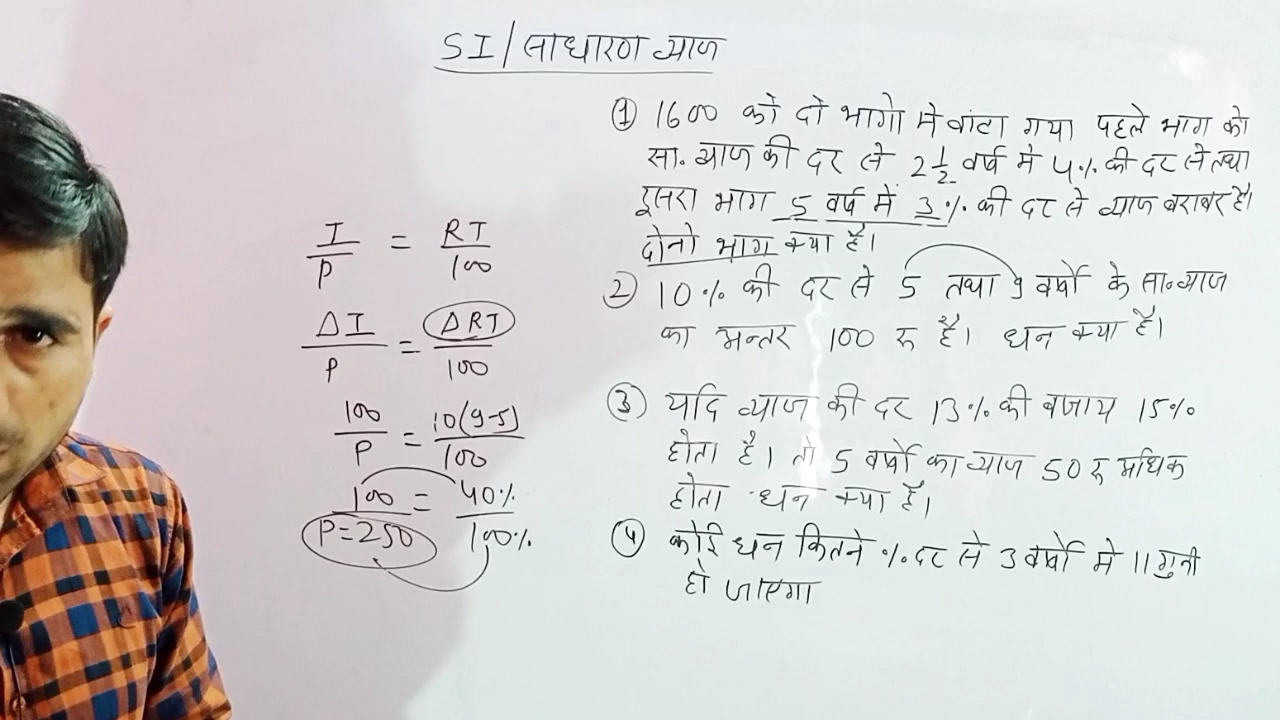 SI/साधारण ब्याज
① 1600 को दो भागो मे बांटा गया पहले भाग को
सा. ब्याज की दर से 2 1/2 वर्ष मे 4% की दर से तथा
दूसरा भाग 5 वर्ष में 3% की दर से ब्याज बराबर है।
दोनो भाग क्या है।
② 10% की दर से 5 तथा 9 वर्षो के सा॰ब्याज
का अन्तर 100 रु है। धन क्या है।
③ यदि ब्याज की दर 13% की बजाय 15%
होता है। तो 5 वर्षो का ब्याज 50 रु अधिक
होता धन क्या है।
④ कोई धन कितने % दर से 3 वर्षो मे 11 गुनी
हो जाएगा
I/P = RT/100
ΔI/P = ΔRT/100
100/P = 10(9-5)/100
100 = 40%
P=250 100%